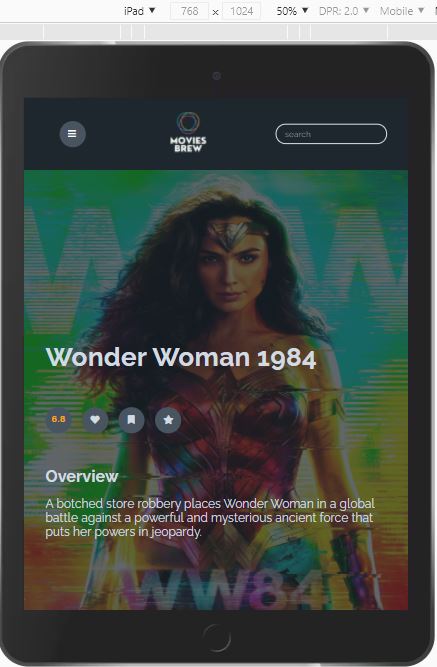 iPad ▼ 768 × 1024 50% ▼ DPR: 2.0 ▼ Mobile ▼
MOVIES
BREW
search
WW
Wonder Woman 1984
6.8
Overview
A botched store robbery places Wonder Woman in a global
battle against a powerful and mysterious ancient force that
puts her powers in jeopardy.
WW84